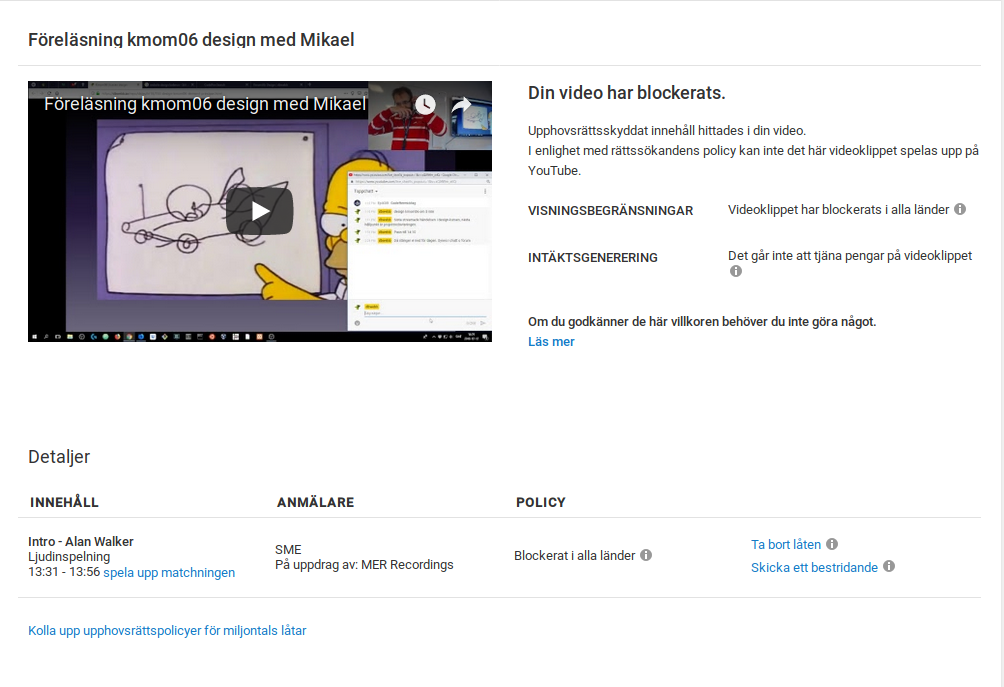 Föreläsning kmom06 design med Mikael
Föreläsning kmom06 design med Mikael
Din video har blockerats.
Upphovsrättsskyddat innehåll hittades i din video.
I enlighet med rättssökandens policy kan inte det här videoklippet spelas upp på
YouTube.
VISNINGSBEGRÄNSNINGAR
Videoklippet har blockerats i alla länder
INTÄKTSGENERERING
Det går inte att tjäna pengar på videoklippet
Om du godkänner de här villkoren behöver du inte göra något.
Läs mer
Detaljer
INNEHÅLL ANMÄLARE POLICY
Intro - Alan Walker
Ljudinspelning
13:31 - 13:56 spela upp matchningen
SME
På uppdrag av: MER Recordings
Blockerat i alla länder
Ta bort låten
Skicka ett bestridande
Kolla upp upphovsrättspolicyer för miljontals låtar